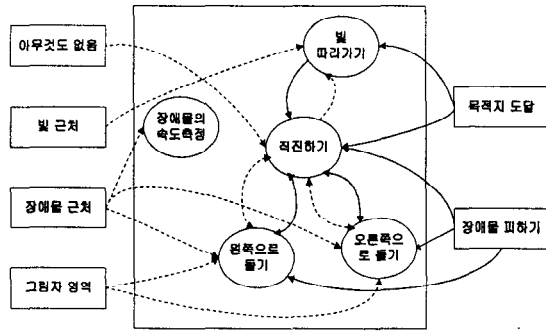 아무것도 없음
빛 근처
장애물 근처
그림자 영역
빛
따라가기
장애물의
속도측정
직진하기
왼쪽으로
돌기
오른쪽으
로 돌기
목적지 도달
장애물 피하기